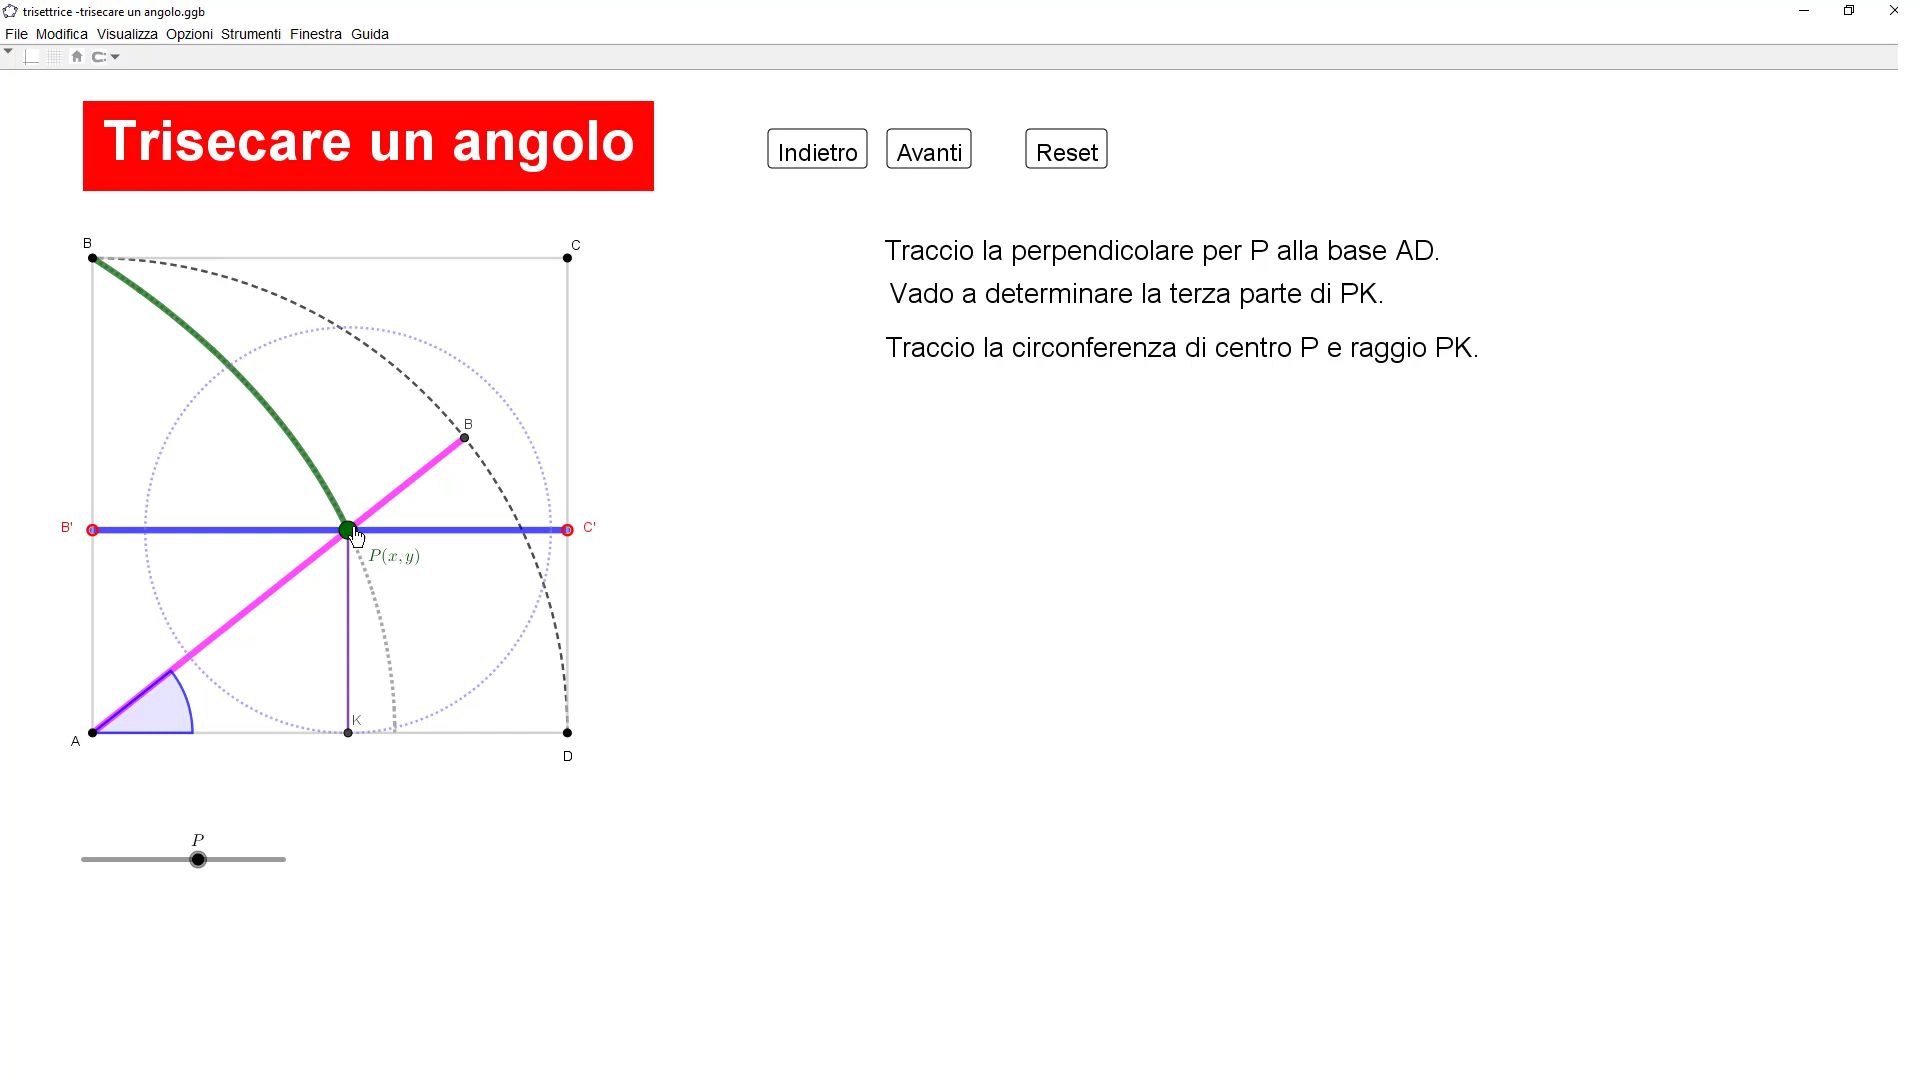 trisettrice -trisecare un angolo.ggb
File Modifica Visualizza Opzioni Strumenti Finestra Guida
Trisecare un angolo
Indietro Avanti Reset
Traccio la perpendicolare per P alla base AD.
Vado a determinare la terza parte di PK.
Traccio la circonferenza di centro P e raggio PK.
B
C
B
B'
C'
P(x, y)
K
A
D
P